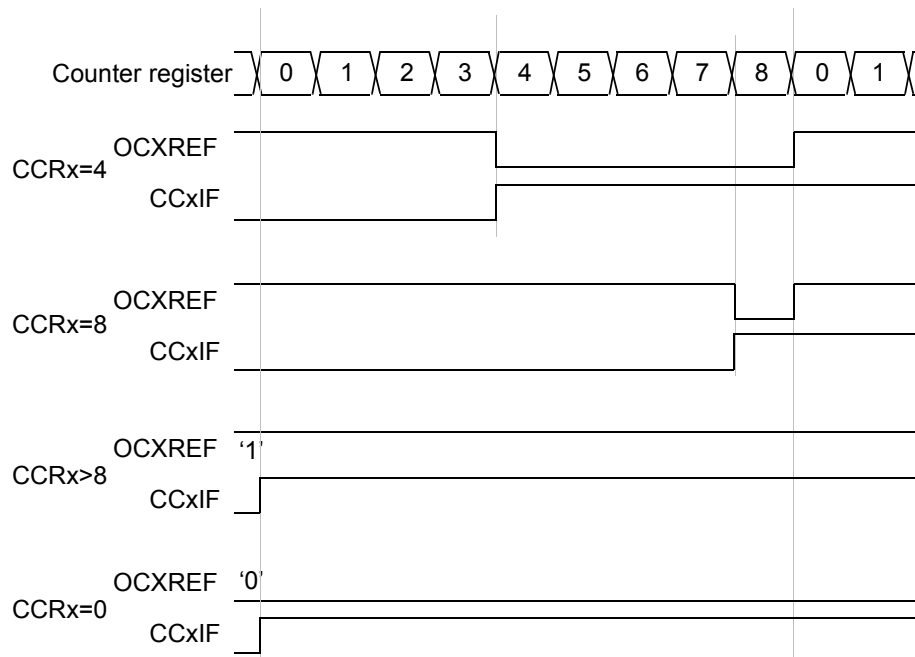 Counter register 0 1 2 3 4 5 6 7 8 0 1
OCXREF
CCRx=4
CCxIF
OCXREF
CCRx=8
CCxIF
OCXREF ‘1’
CCRx>8
CCxIF
OCXREF ‘0’
CCRx=0
CCxIF